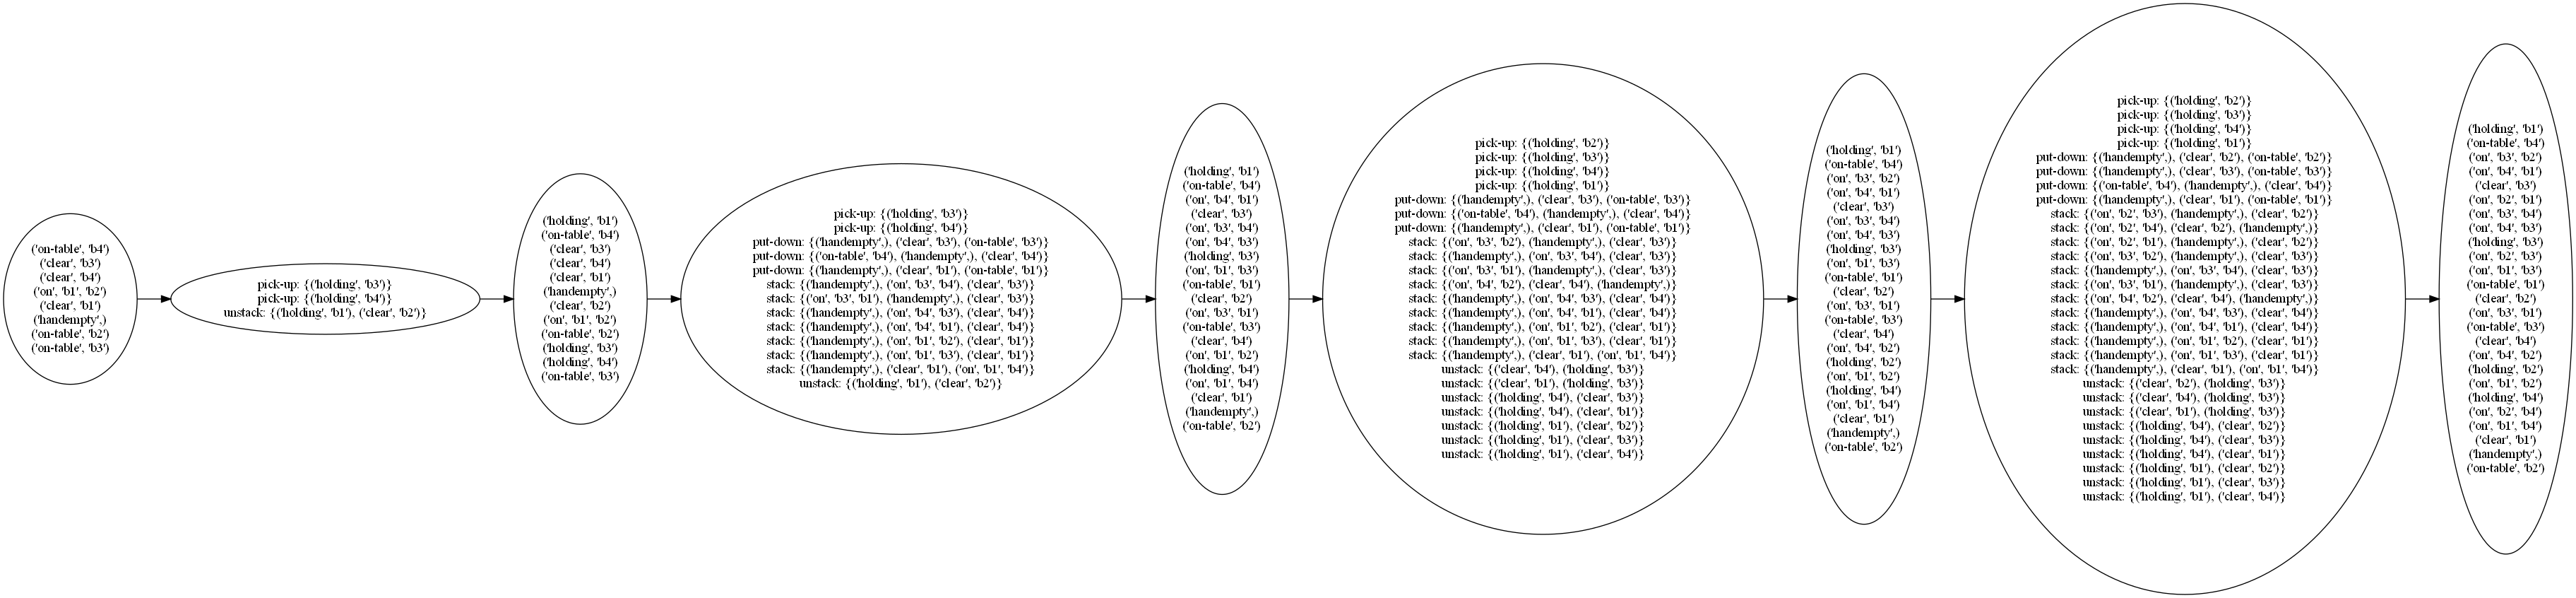 ('on-table', 'b4')
('clear', 'b3')
('clear', 'b4')
('on', 'b1', 'b2')
('clear', 'b1')
('handempty',)
('on-table', 'b2')
('on-table', 'b3')
pick-up: {('holding', 'b3')}
pick-up: {('holding', 'b4')}
unstack: {('holding', 'b1'), ('clear', 'b2')}
('holding', 'b1')
('on-table', 'b4')
('clear', 'b3')
('clear', 'b4')
('clear', 'b1')
('handempty',)
('clear', 'b2')
('on', 'b1', 'b2')
('on-table', 'b2')
('holding', 'b3')
('holding', 'b4')
('on-table', 'b3')
pick-up: {('holding', 'b3')}
pick-up: {('holding', 'b4')}
put-down: {('handempty',), ('clear', 'b3'), ('on-table', 'b3')}
put-down: {('on-table', 'b4'), ('handempty',), ('clear', 'b4')}
put-down: {('handempty',), ('clear', 'b1'), ('on-table', 'b1')}
stack: {('handempty',), ('on', 'b3', 'b4'), ('clear', 'b3')}
stack: {('on', 'b3', 'b1'), ('handempty',), ('clear', 'b3')}
stack: {('handempty',), ('on', 'b4', 'b3'), ('clear', 'b4')}
stack: {('handempty',), ('on', 'b4', 'b1'), ('clear', 'b4')}
stack: {('handempty',), ('on', 'b1', 'b2'), ('clear', 'b1')}
stack: {('handempty',), ('on', 'b1', 'b3'), ('clear', 'b1')}
stack: {('handempty',), ('clear', 'b1'), ('on', 'b1', 'b4')}
unstack: {('holding', 'b1'), ('clear', 'b2')}
('holding', 'b1')
('on-table', 'b4')
('on', 'b4', 'b1')
('clear', 'b3')
('on', 'b3', 'b4')
('on', 'b4', 'b3')
('holding', 'b3')
('on', 'b1', 'b3')
('on-table', 'b1')
('clear', 'b2')
('on', 'b3', 'b1')
('on-table', 'b3')
('clear', 'b4')
('on', 'b1', 'b2')
('holding', 'b4')
('on', 'b1', 'b4')
('clear', 'b1')
('handempty',)
('on-table', 'b2')
pick-up: {('holding', 'b2')}
pick-up: {('holding', 'b3')}
pick-up: {('holding', 'b4')}
pick-up: {('holding', 'b1')}
put-down: {('handempty',), ('clear', 'b3'), ('on-table', 'b3')}
put-down: {('on-table', 'b4'), ('handempty',), ('clear', 'b4')}
put-down: {('handempty',), ('clear', 'b1'), ('on-table', 'b1')}
stack: {('on', 'b3', 'b2'), ('handempty',), ('clear', 'b3')}
stack: {('handempty',), ('on', 'b3', 'b4'), ('clear', 'b3')}
stack: {('on', 'b3', 'b1'), ('handempty',), ('clear', 'b3')}
stack: {('on', 'b4', 'b2'), ('clear', 'b4'), ('handempty',)}
stack: {('handempty',), ('on', 'b4', 'b3'), ('clear', 'b4')}
stack: {('handempty',), ('on', 'b4', 'b1'), ('clear', 'b4')}
stack: {('handempty',), ('on', 'b1', 'b2'), ('clear', 'b1')}
stack: {('handempty',), ('on', 'b1', 'b3'), ('clear', 'b1')}
stack: {('handempty',), ('clear', 'b1'), ('on', 'b1', 'b4')}
unstack: {('clear', 'b4'), ('holding', 'b3')}
unstack: {('clear', 'b1'), ('holding', 'b3')}
unstack: {('holding', 'b4'), ('clear', 'b3')}
unstack: {('holding', 'b4'), ('clear', 'b1')}
unstack: {('holding', 'b1'), ('clear', 'b2')}
unstack: {('holding', 'b1'), ('clear', 'b3')}
unstack: {('holding', 'b1'), ('clear', 'b4')}
('holding', 'b1')
('on-table', 'b4')
('on', 'b3', 'b2')
('on', 'b4', 'b1')
('clear', 'b3')
('on', 'b3', 'b4')
('on', 'b4', 'b3')
('holding', 'b3')
('on', 'b1', 'b3')
('on-table', 'b1')
('clear', 'b2')
('on', 'b3', 'b1')
('on-table', 'b3')
('clear', 'b4')
('on', 'b4', 'b2')
('holding', 'b2')
('on', 'b1', 'b2')
('holding', 'b4')
('on', 'b1', 'b4')
('clear', 'b1')
('handempty',)
('on-table', 'b2')
pick-up: {('holding', 'b2')}
pick-up: {('holding', 'b3')}
pick-up: {('holding', 'b4')}
pick-up: {('holding', 'b1')}
put-down: {('handempty',), ('clear', 'b2'), ('on-table', 'b2')}
put-down: {('handempty',), ('clear', 'b3'), ('on-table', 'b3')}
put-down: {('on-table', 'b4'), ('handempty',), ('clear', 'b4')}
put-down: {('handempty',), ('clear', 'b1'), ('on-table', 'b1')}
stack: {('on', 'b2', 'b3'), ('handempty',), ('clear', 'b2')}
stack: {('on', 'b2', 'b4'), ('clear', 'b2'), ('handempty',)}
stack: {('on', 'b2', 'b1'), ('handempty',), ('clear', 'b2')}
stack: {('on', 'b3', 'b2'), ('handempty',), ('clear', 'b3')}
stack: {('handempty',), ('on', 'b3', 'b4'), ('clear', 'b3')}
stack: {('on', 'b3', 'b1'), ('handempty',), ('clear', 'b3')}
stack: {('on', 'b4', 'b2'), ('clear', 'b4'), ('handempty',)}
stack: {('handempty',), ('on', 'b4', 'b3'), ('clear', 'b4')}
stack: {('handempty',), ('on', 'b4', 'b1'), ('clear', 'b4')}
stack: {('handempty',), ('on', 'b1', 'b2'), ('clear', 'b1')}
stack: {('handempty',), ('on', 'b1', 'b3'), ('clear', 'b1')}
stack: {('handempty',), ('clear', 'b1'), ('on', 'b1', 'b4')}
unstack: {('clear', 'b2'), ('holding', 'b3')}
unstack: {('clear', 'b4'), ('holding', 'b3')}
unstack: {('clear', 'b1'), ('holding', 'b3')}
unstack: {('holding', 'b4'), ('clear', 'b2')}
unstack: {('holding', 'b4'), ('clear', 'b3')}
unstack: {('holding', 'b4'), ('clear', 'b1')}
unstack: {('holding', 'b1'), ('clear', 'b2')}
unstack: {('holding', 'b1'), ('clear', 'b3')}
unstack: {('holding', 'b1'), ('clear', 'b4')}
('holding', 'b1')
('on-table', 'b4')
('on', 'b3', 'b2')
('on', 'b4', 'b1')
('clear', 'b3')
('on', 'b2', 'b1')
('on', 'b3', 'b4')
('on', 'b4', 'b3')
('holding', 'b3')
('on', 'b2', 'b3')
('on', 'b1', 'b3')
('on-table', 'b1')
('clear', 'b2')
('on', 'b3', 'b1')
('on-table', 'b3')
('clear', 'b4')
('on', 'b4', 'b2')
('holding', 'b2')
('on', 'b1', 'b2')
('holding', 'b4')
('on', 'b2', 'b4')
('on', 'b1', 'b4')
('clear', 'b1')
('handempty',)
('on-table', 'b2')